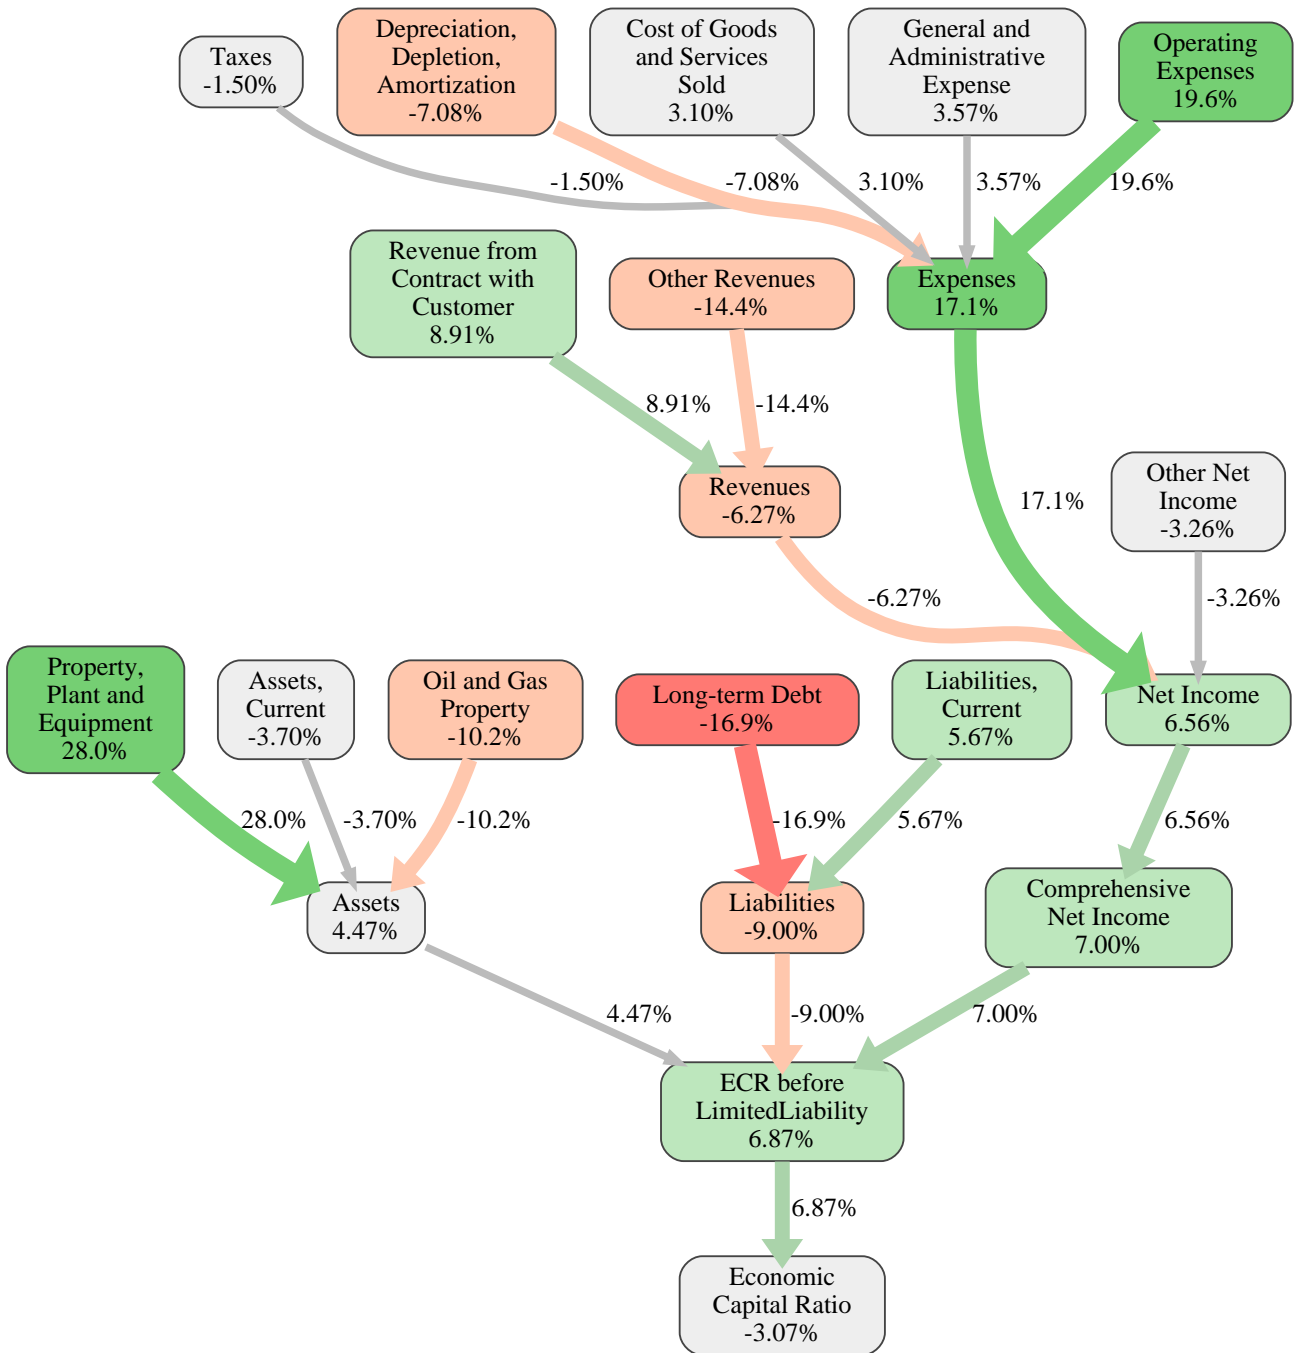 Taxes
-1.50%
Depreciation,
Depletion,
Amortization
-7.08%
Cost of Goods
and Services
Sold
3.10%
General and
Administrative
Expense
3.57%
Operating
Expenses
19.6%
-1.50%
-7.08%
3.10%
3.57%
19.6%
Revenue from
Contract with
Customer
8.91%
Other Revenues
-14.4%
Expenses
17.1%
8.91%
-14.4%
Revenues
-6.27%
17.1%
Other Net
Income
-3.26%
-6.27%
-3.26%
Property,
Plant and
Equipment
28.0%
Assets,
Current
-3.70%
Oil and Gas
Property
-10.2%
Long-term Debt
-16.9%
Liabilities,
Current
5.67%
Net Income
6.56%
28.0%
-3.70%
-10.2%
-16.9%
5.67%
6.56%
Assets
4.47%
Liabilities
-9.00%
Comprehensive
Net Income
7.00%
4.47%
-9.00%
7.00%
ECR before
LimitedLiability
6.87%
6.87%
Economic
Capital Ratio
-3.07%